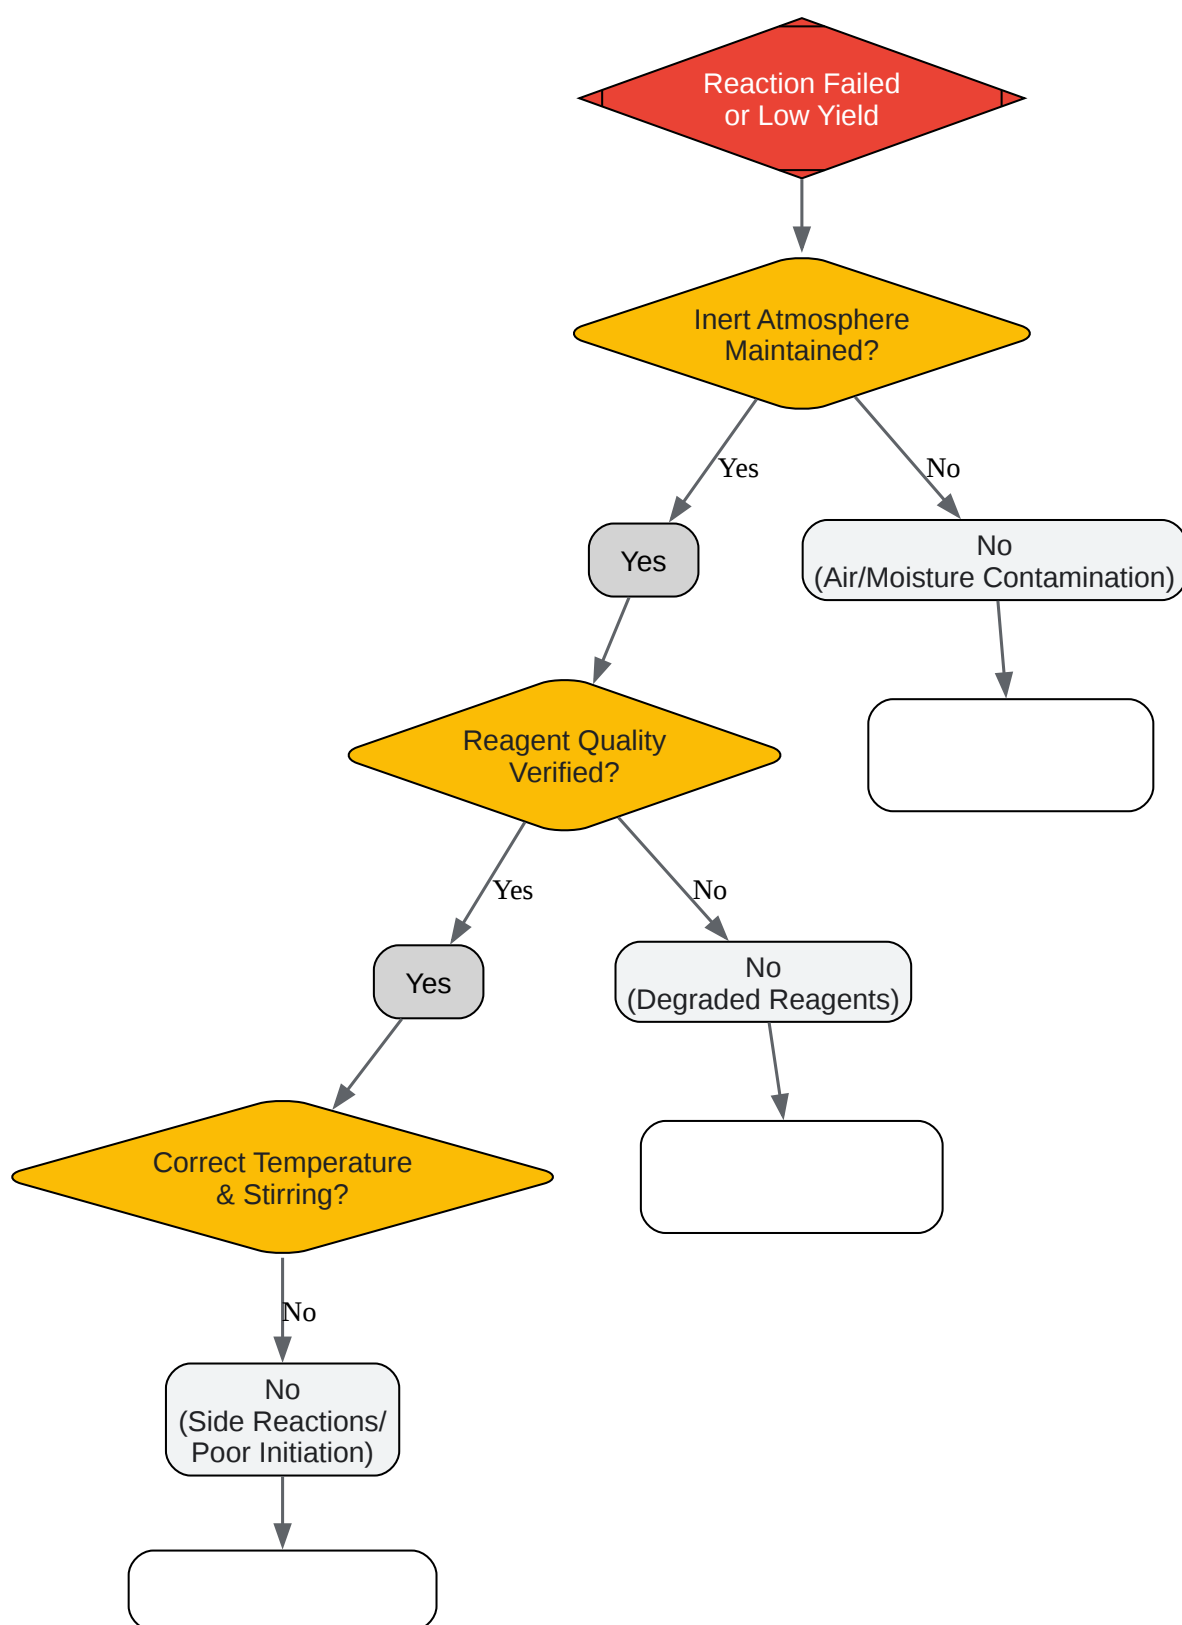 Reaction Failed
or Low Yield
Inert Atmosphere
Maintained?
Yes
No
Yes
No
(Air/Moisture Contamination)
Reagent Quality
Verified?
Yes
No
Yes
No
(Degraded Reagents)
Correct Temperature
& Stirring?
No
No
(Side Reactions/
Poor Initiation)